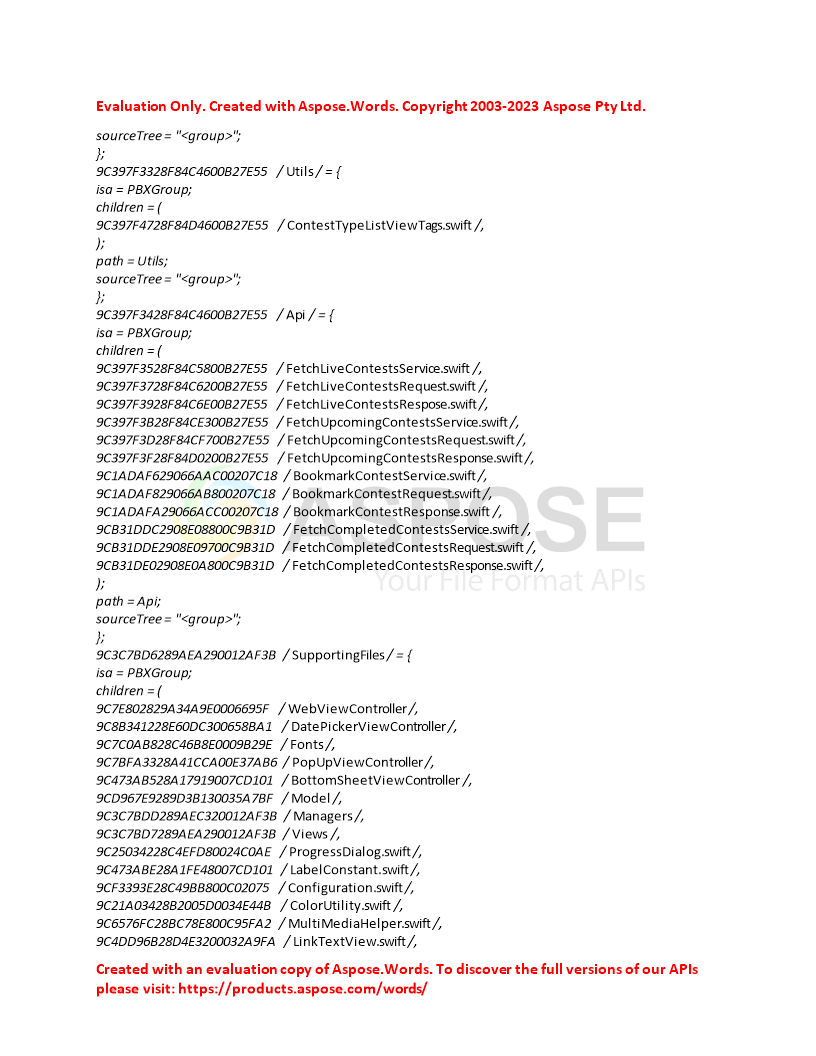 Evaluation Only. Created with Aspose.Words. Copyright 2003-2023 Aspose Pty Ltd.
sourceTree = "<group>";
};
9C397F3328F84C4600B27E55 / Utils / = {
isa = PBXGroup;
children = (
9C397F4728F84D4600B27E55 / ContestTypeListViewTags.swift /,
);
path = Utils;
sourceTree = "<group>";
};
9C397F3428F84C4600B27E55 / Api / = {
isa = PBXGroup;
children = (
9C397F3528F84C5800B27E55 / FetchLiveContestsService.swift /,
9C397F3728F84C6200B27E55 / FetchLiveContestsRequest.swift /,
9C397F3928F84C6E00B27E55 / FetchLiveContestsRespose.swift /,
9C397F3B28F84CE300B27E55 / FetchUpcomingContestsService.swift /,
9C397F3D28F84CF700B27E55 / FetchUpcomingContestsRequest.swift /,
9C397F3F28F84D0200B27E55 / FetchUpcomingContestsResponse.swift /,
9C1ADAF629066AAC00207C18 / BookmarkContestService.swift /,
9C1ADAF829066AB800207C18 / BookmarkContestRequest.swift /,
9C1ADAFA29066ACC00207C18 / BookmarkContestResponse.swift /,
9CB31DDC2908E08800C9B31D / FetchCompletedContestsService.swift /,
9CB31DDE2908E09700C9B31D / FetchCompletedContestsRequest.swift /,
9CB31DE02908E0A800C9B31D / FetchCompletedContestsResponse.swift /,
ASPOSE
Your File Format APIs
);
path = Api;
sourceTree = "<group>";
};
9C3C7BD6289AEA290012AF3B / SupportingFiles / = {
isa = PBXGroup;
children = (
9C7E802829A34A9E0006695F / WebViewController /,
9C8B341228E60DC300658BA1 / DatePickerViewController /,
9C7C0AB828C46B8E0009B29E / Fonts /,
9C7BFA3328A41CCA00E37AB6 / PopUpViewController /,
9C473AB528A17919007CD101 / BottomSheetViewController /,
9CD967E9289D3B130035A7BF / Model /,
9C3C7BDD289AEC320012AF3B / Managers /,
9C3C7BD7289AEA290012AF3B / Views /,
9C25034228C4EFD80024C0AE / ProgressDialog.swift /,
9C473ABE28A1FE48007CD101 / LabelConstant.swift /,
9CF3393E28C49BB800C02075 / Configuration.swift /,
9C21A03428B2005D0034E44B / ColorUtility.swift /,
9C6576FC28BC78E800C95FA2 / MultiMediaHelper.swift /,
9C4DD96B28D4E3200032A9FA / LinkTextView.swift /,
Created with an evaluation copy of Aspose.Words. To discover the full versions of our APIs
please visit: https://products.aspose.com/words/